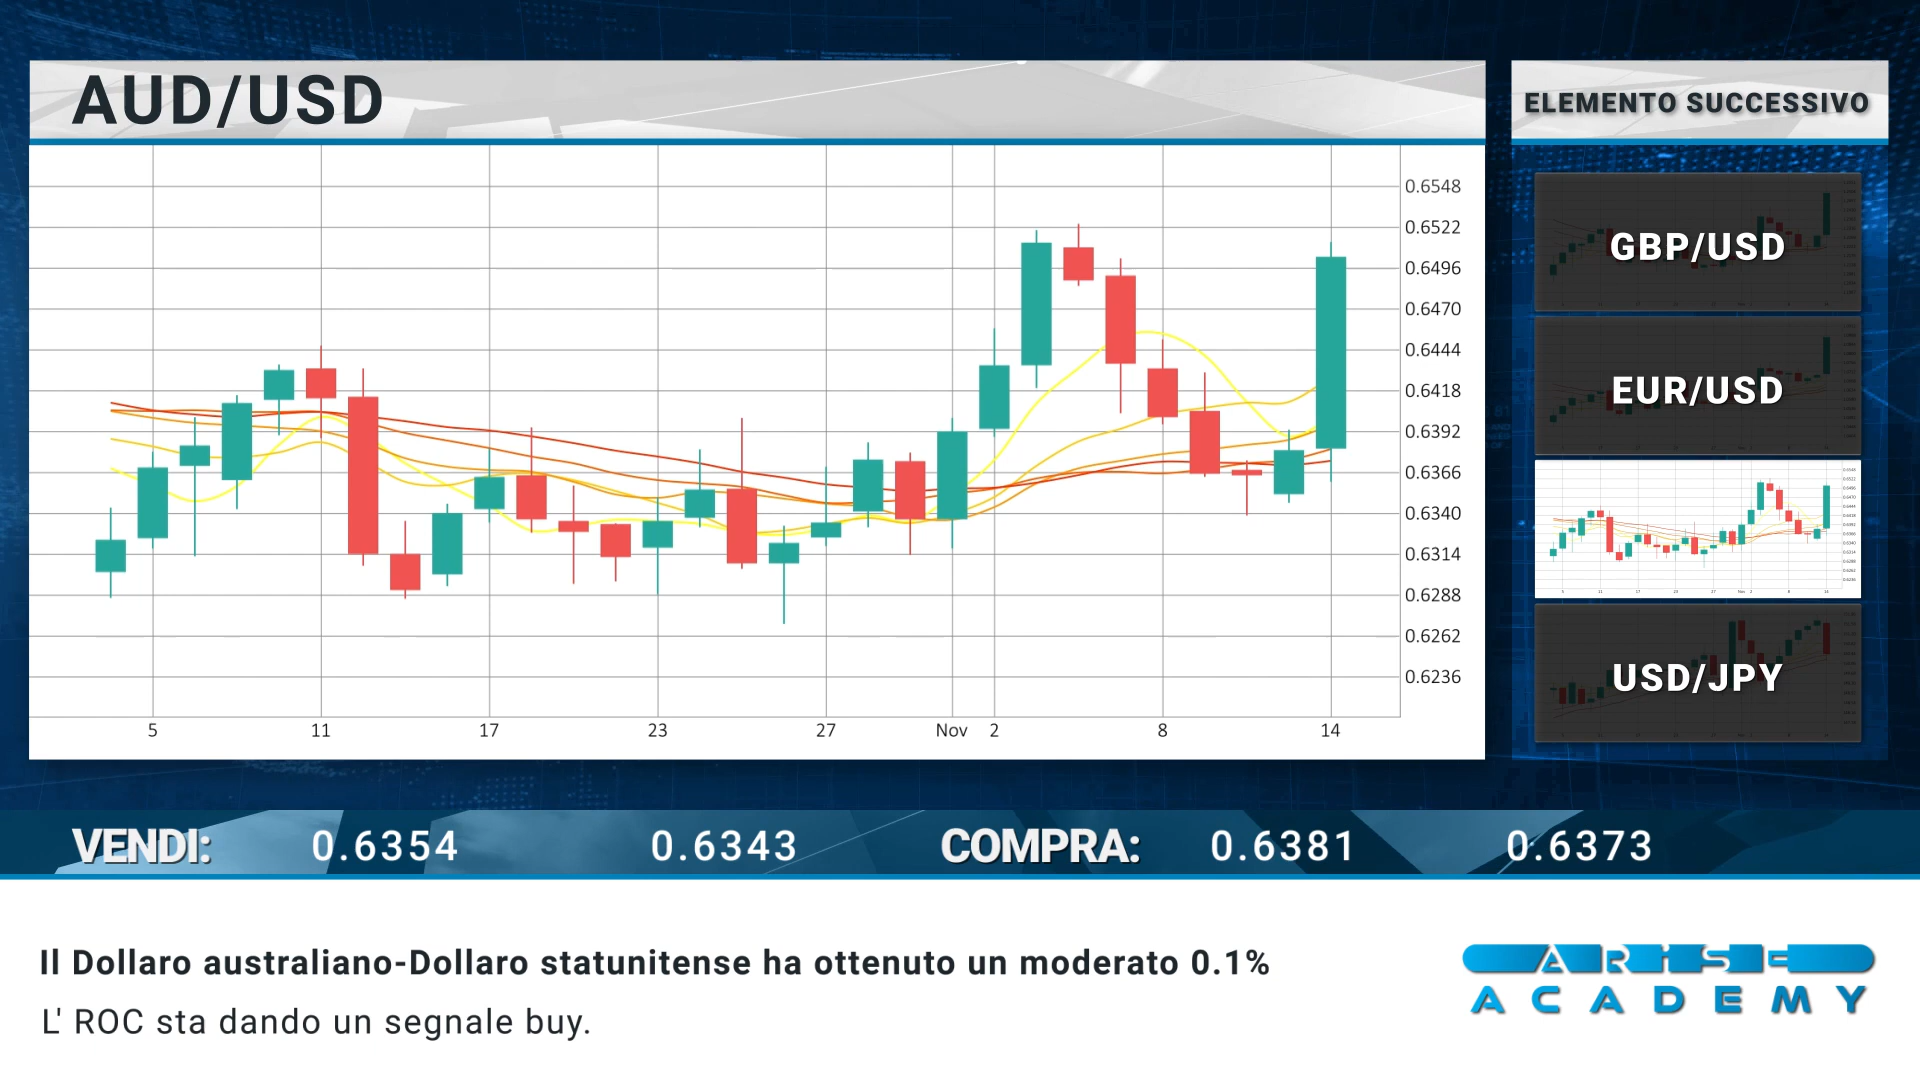 AUD/USD
ELEMENTO SUCCESSIVO
0.6548
0.6522
0.6496
0.6470
0.6444
0.6418
0.6392
0.6366
0.6340
0.6314
0.6288
0.6262
0.6236
5 11 17 23 27 Nov 2 8 14
GBP/USD
EUR/USD
USD/JPY
VENDI: 0.6354 0.6343 COMPRA: 0.6381 0.6373
Il Dollaro australiano-Dollaro statunitense ha ottenuto un moderato 0.1%
L' ROC sta dando un segnale buy.
ARISE
ACADEMY